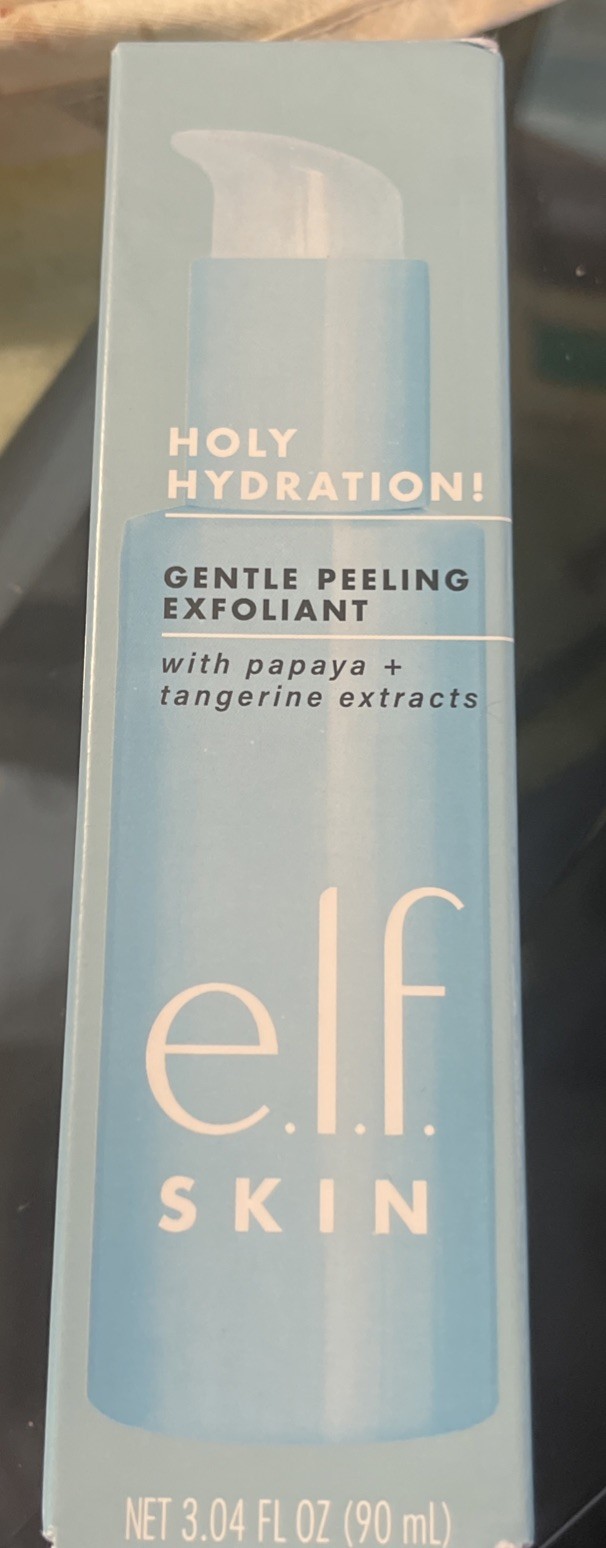 HOLY
HYDRATION!
GENTLE PEELING
EXFOLIANT
with papaya +
tangerine extracts
e.l.f.
SKIN
NET 3.04 FL OZ (90 mL)